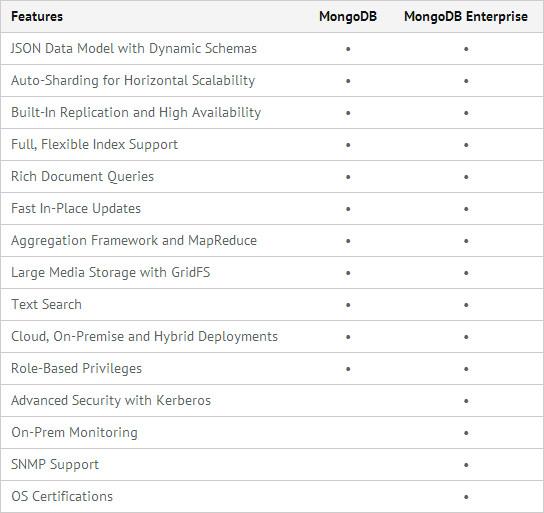 Features MongoDB MongoDB Enterprise
JSON Data Model with Dynamic Schemas • •
Auto-Sharding for Horizontal Scalability • •
Built-In Replication and High Availability • •
Full, Flexible Index Support • •
Rich Document Queries • •
Fast In-Place Updates • •
Aggregation Framework and MapReduce • •
Large Media Storage with GridFS • •
Text Search • •
Cloud, On-Premise and Hybrid Deployments • •
Role-Based Privileges • •
Advanced Security with Kerberos •
On-Prem Monitoring •
SNMP Support •
OS Certifications •